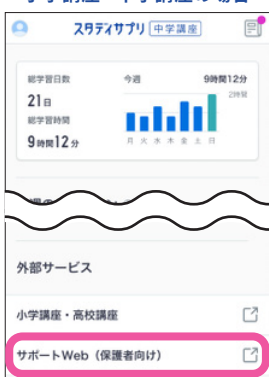 スタディサプリ 中学講座
総学習日数 今週 9時間12分
21日 2時間
総学習時間
9時間12分 月 火 水 木 金 土 日
外部サービス
小学講座・高校講座
サポートWeb（保護者向け）